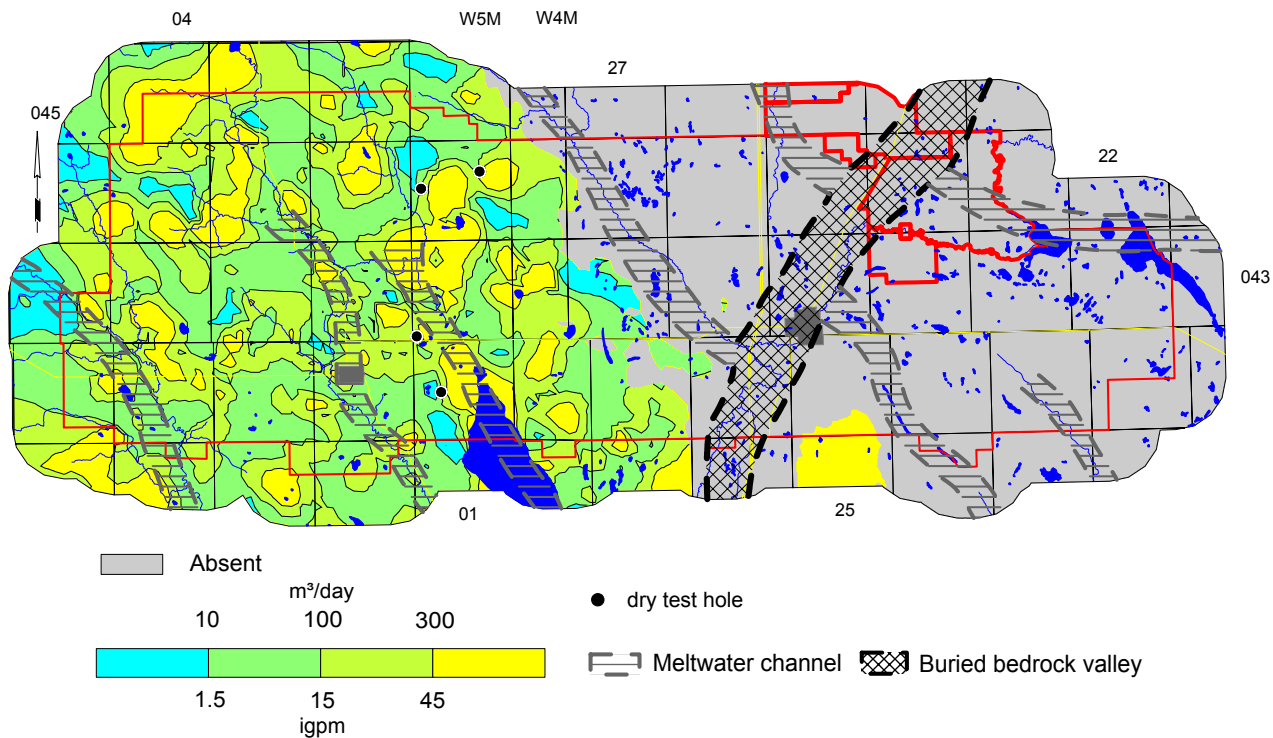 04
W5M W4M
27
045
22
043
01
25
Absent
m³/day
10 100 300
1.5 15 45
igpm
dry test hole
Meltwater channel
Buried bedrock valley